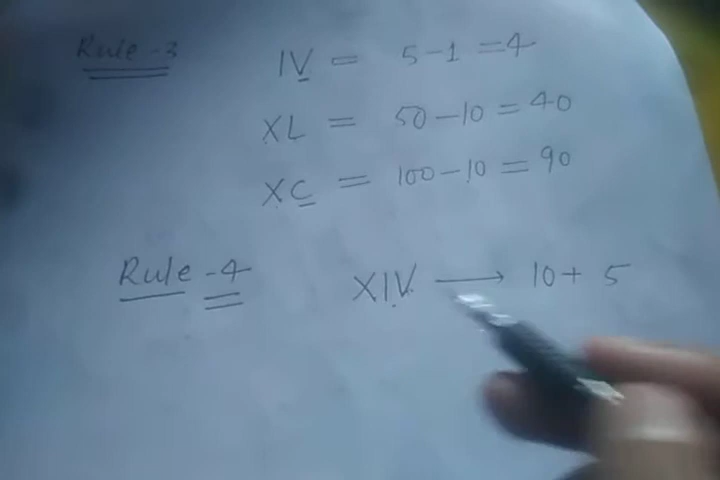 Rule-3 IV = 5-1=4
XL = 50-10=40
XC = 100-10=90
Rule-4 XIV → 10+ 5